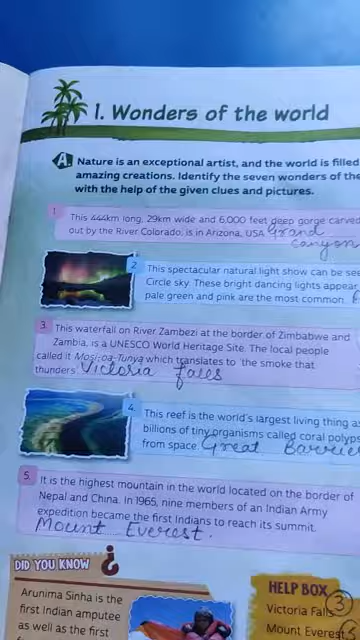 1. Wonders of the world
A. Nature is an exceptional artist, and the world is filled
amazing creations. Identify the seven wonders of the
with the help of the given clues and pictures.
1. This 444km long, 29km wide and 6,000 feet deep gorge carved
out by the River Colorado, is in Arizona, USA Grand
canyon
2. This spectacular natural light show can be see
Circle sky. These bright dancing lights appear
pale green and pink are the most common.
3. This waterfall on River Zambezi at the border of Zimbabwe and
Zambia, is a UNESCO World Heritage Site. The local people
called it Mosi-oa-Tunya which translates to 'the smoke that
thunders'. Victoria Falls
4. This reef is the world's largest living thing as
billions of tiny organisms called coral polyps
from space. Great Barrier
5. It is the highest mountain in the world located on the border of
Nepal and China. In 1965, nine members of an Indian Army
expedition became the first Indians to reach its summit.
Mount Everest.
DID YOU KNOW ?
Arunima Sinha is the
first Indian amputee
as well as the first
HELP BOX
Victoria Falls 3
Mount Everest